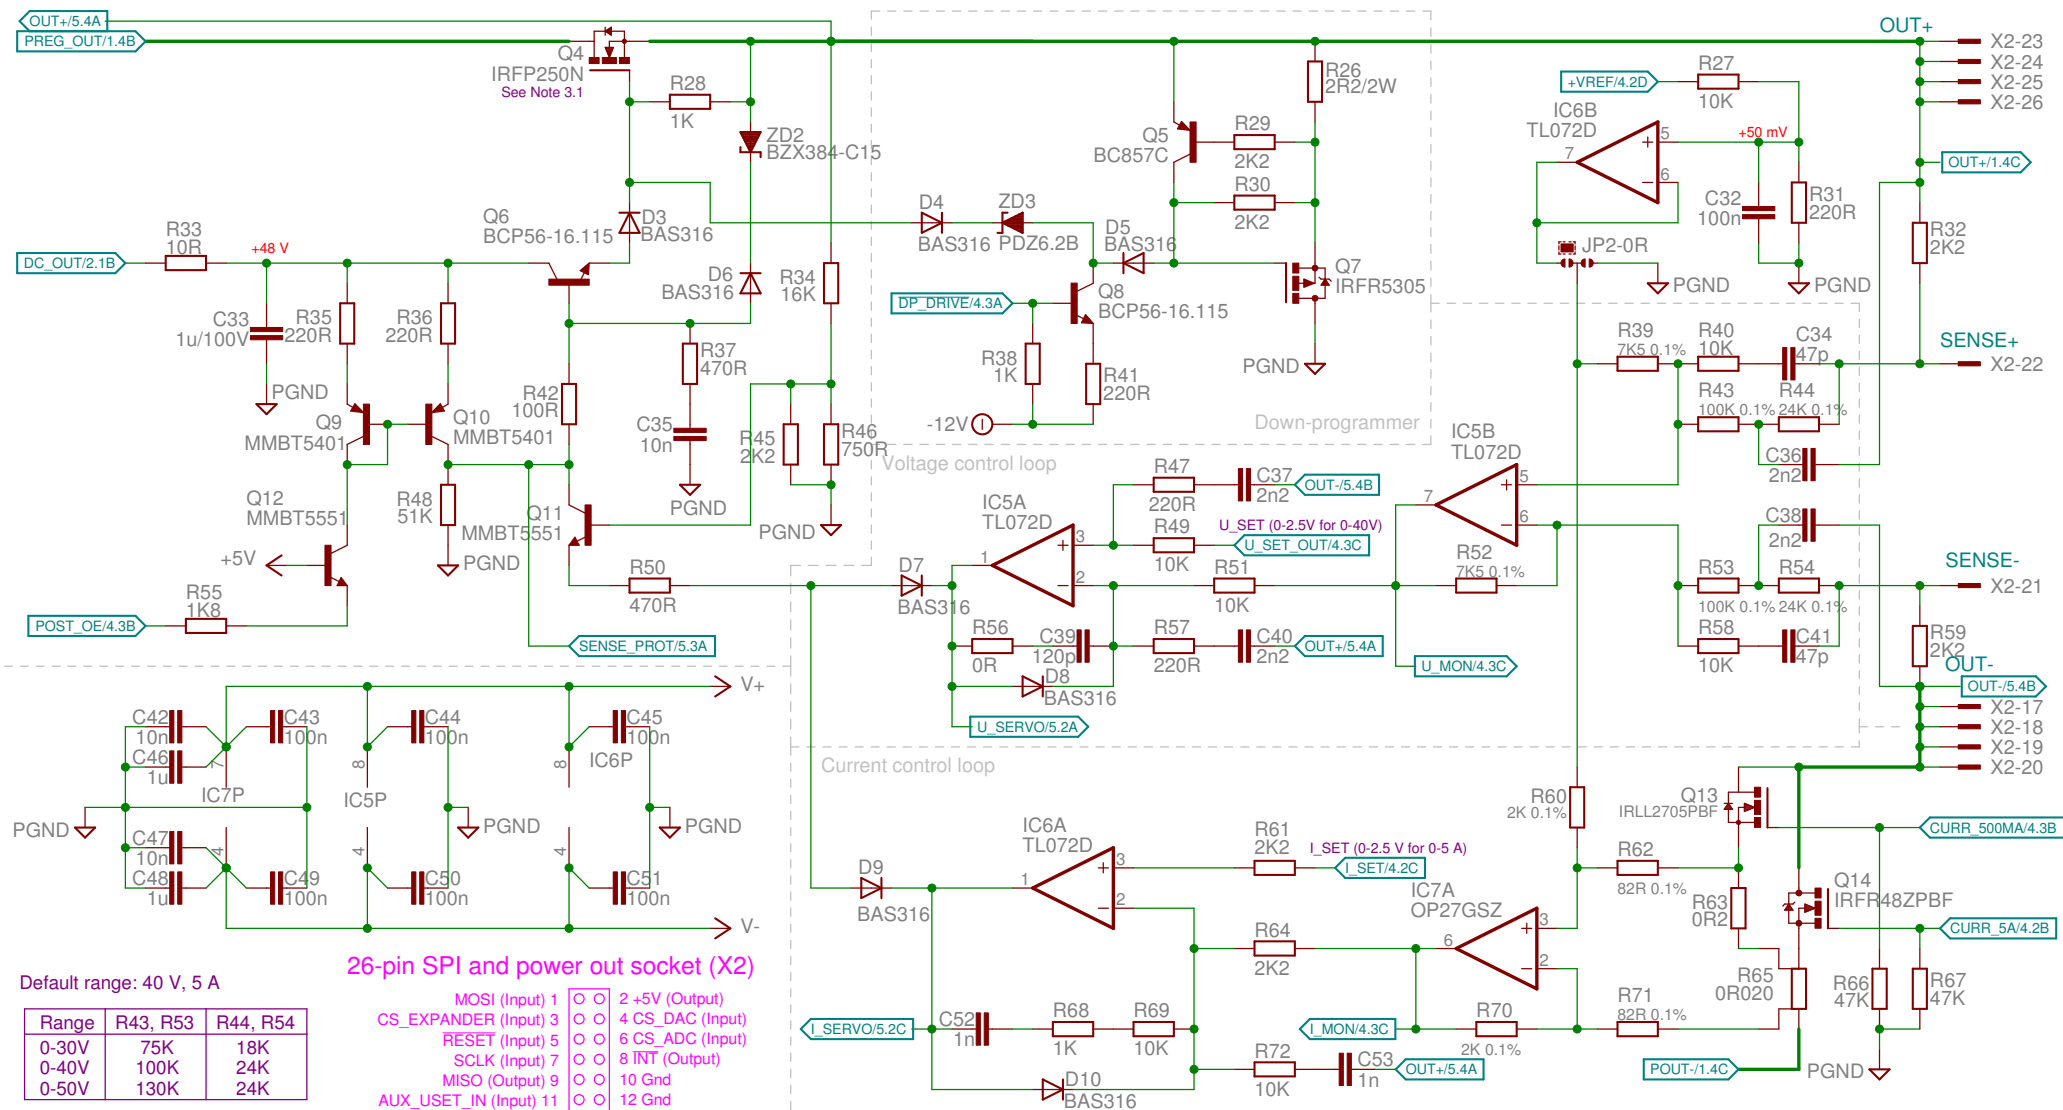 OUT+/5.4A
PREG_OUT/1.4B
Q4
IRFP250N
See Note 3.1
R28
1K
ZD2
BZX384-C15
R26
2R2/2W
Q5
BC857C
R29
2K2
R30
2K2
OUT+
X2-23
X2-24
X2-25
X2-26
+VREF/4.2D
R27
10K
IC6B
TL072D
+50 mV
5
6
7
C32
100n
R31
220R
OUT+/1.4C
R32
2K2
JP2-0R
PGND
PGND
R33
10R
+48 V
DC_OUT/2.1B
Q6
BCP56-16.115
D3
BAS316
D4
BAS316
ZD3
PDZ6.2B
D5
BAS316
Q7
IRFR5305
D6
BAS316
R34
16K
DP_DRIVE/4.3A
Q8
BCP56-16.115
C33
1u/100V
R35
220R
R36
220R
R37
470R
R38
1K
R41
220R
PGND
-12V
Down-programmer
PGND
Q9
MMBT5401
Q10
MMBT5401
R42
100R
C35
10n
R45
2K2
R46
750R
R39
7K5 0.1%
R40
10K
C34
47p
SENSE+
X2-22
R43
100K 0.1%
R44
24K 0.1%
C36
2n2
Voltage control loop
IC5B
TL072D
5
6
7
R47
220R
C37
2n2
OUT-/5.4B
IC5A
TL072D
3
2
1
R49
10K
U_SET (0-2.5V for 0-40V)
U_SET_OUT/4.3C
Q12
MMBT5551
R48
51K
Q11
MMBT5551
PGND
PGND
PGND
+5V
R55
1K8
POST_OE/4.3B
R50
470R
SENSE_PROT/5.3A
D7
BAS316
R51
10K
R52
7K5 0.1%
C38
2n2
SENSE-
X2-21
R53
100K 0.1%
R54
24K 0.1%
R58
10K
C41
47p
R59
2K2
R56
0R
C39
120p
R57
220R
C40
2n2
OUT+/5.4A
D8
BAS316
U_MON/4.3C
U_SERVO/5.2A
OUT-
OUT-/5.4B
X2-17
X2-18
X2-19
X2-20
V+
C42
10n
C43
100n
C44
100n
C45
100n
C46
1u
7
8
8
IC7P
IC5P
IC6P
PGND
PGND
PGND
C47
10n
C48
1u
4
4
4
C49
100n
C50
100n
C51
100n
V-
Current control loop
R60
2K 0.1%
Q13
IRLL2705PBF
CURR_500MA/4.3B
IC6A
TL072D
3
2
1
R61
2K2
I_SET (0-2.5 V for 0-5 A)
I_SET/4.2C
R62
82R 0.1%
D9
BAS316
IC7A
OP27GSZ
3
2
6
R63
0R2
Q14
IRFR48ZPBF
CURR_5A/4.2B
R64
2K2
R65
0R020
R66
47K
R67
47K
I_SERVO/5.2C
C52
1n
R68
1K
R69
10K
I_MON/4.3C
R70
2K 0.1%
R71
82R 0.1%
R72
10K
C53
1n
OUT+/5.4A
D10
BAS316
POUT-/1.4C
PGND
Default range: 40 V, 5 A
Range R43, R53 R44, R54
0-30V 75K 18K
0-40V 100K 24K
0-50V 130K 24K
26-pin SPI and power out socket (X2)
MOSI (Input) 1 2 +5V (Output)
CS_EXPANDER (Input) 3 4 CS_DAC (Input)
RESET (Input) 5 6 CS_ADC (Input)
SCLK (Input) 7 8 INT (Output)
MISO (Output) 9 10 Gnd
AUX_USET_IN (Input) 11 12 Gnd